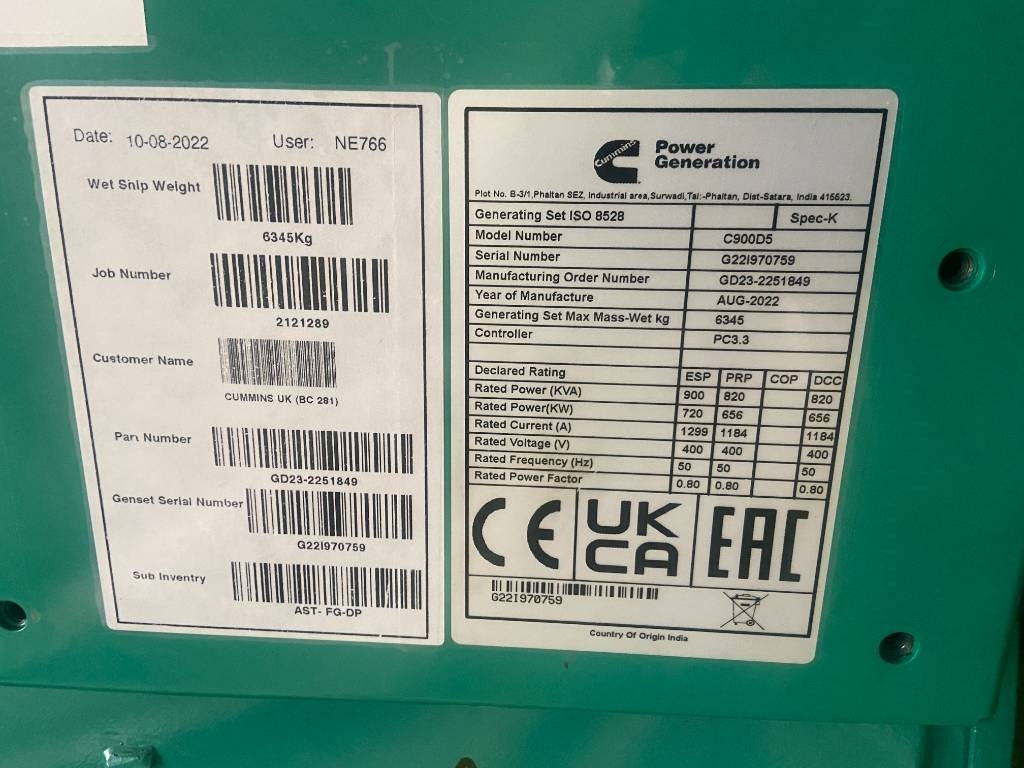 Date: 10-08-2022 User: NE766
Wet Ship Weight
6345Kg
Job Number
2121289
Customer Name
CUMMINS UK (BC 281)
Part Number
GD23-2251849
Genset Serial Number
G22I970759
Sub Inventry
AST- FG-DP
Cummins
Power
Generation
Plot No. B-3/1,Phaltan SEZ, Industrial area,Surwadi,Tal:-Phaltan, Dist-Satara, India 415523.
Generating Set ISO 8528 Spec-K
Model Number C900D5
Serial Number G22I970759
Manufacturing Order Number GD23-2251849
Year of Manufacture AUG-2022
Generating Set Max Mass-Wet kg 6345
Controller PC3.3
Declared Rating ESP PRP COP DCC
Rated Power (KVA) 900 820 820
Rated Power(KW) 720 656 656
Rated Current (A) 1299 1184 1184
Rated Voltage (V) 400 400 400
Rated Frequency (Hz) 50 50 50
Rated Power Factor 0.80 0.80 0.80
CE UK
CA EAC
G22I970759
Country Of Origin India